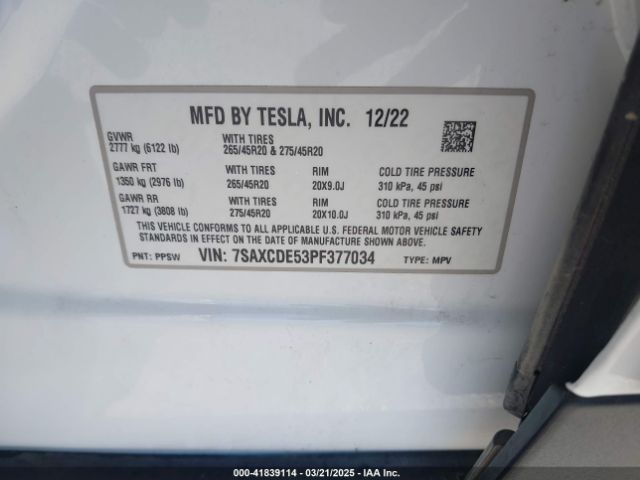 MFD BY TESLA, INC. 12/22
GVWR
2777 kg (6122 lb)
WITH TIRES
265/45R20 & 275/45R20
GAWR FRT
1350 kg (2976 lb)
WITH TIRES
265/45R20
RIM
20X9.0J
COLD TIRE PRESSURE
310 kPa, 45 psi
GAWR RR
1727 kg (3808 lb)
WITH TIRES
275/45R20
RIM
20X10.0J
COLD TIRE PRESSURE
310 kPa, 45 psi
THIS VEHICLE CONFORMS TO ALL APPLICABLE U.S. FEDERAL MOTOR VEHICLE SAFETY
STANDARDS IN EFFECT ON THE DATE OF MANUFACTURE SHOWN ABOVE.
PNT: PPSW VIN: 7SAXCDE53PF377034 TYPE: MPV
000-41839114 - 03/21/2025 - IAA Inc.